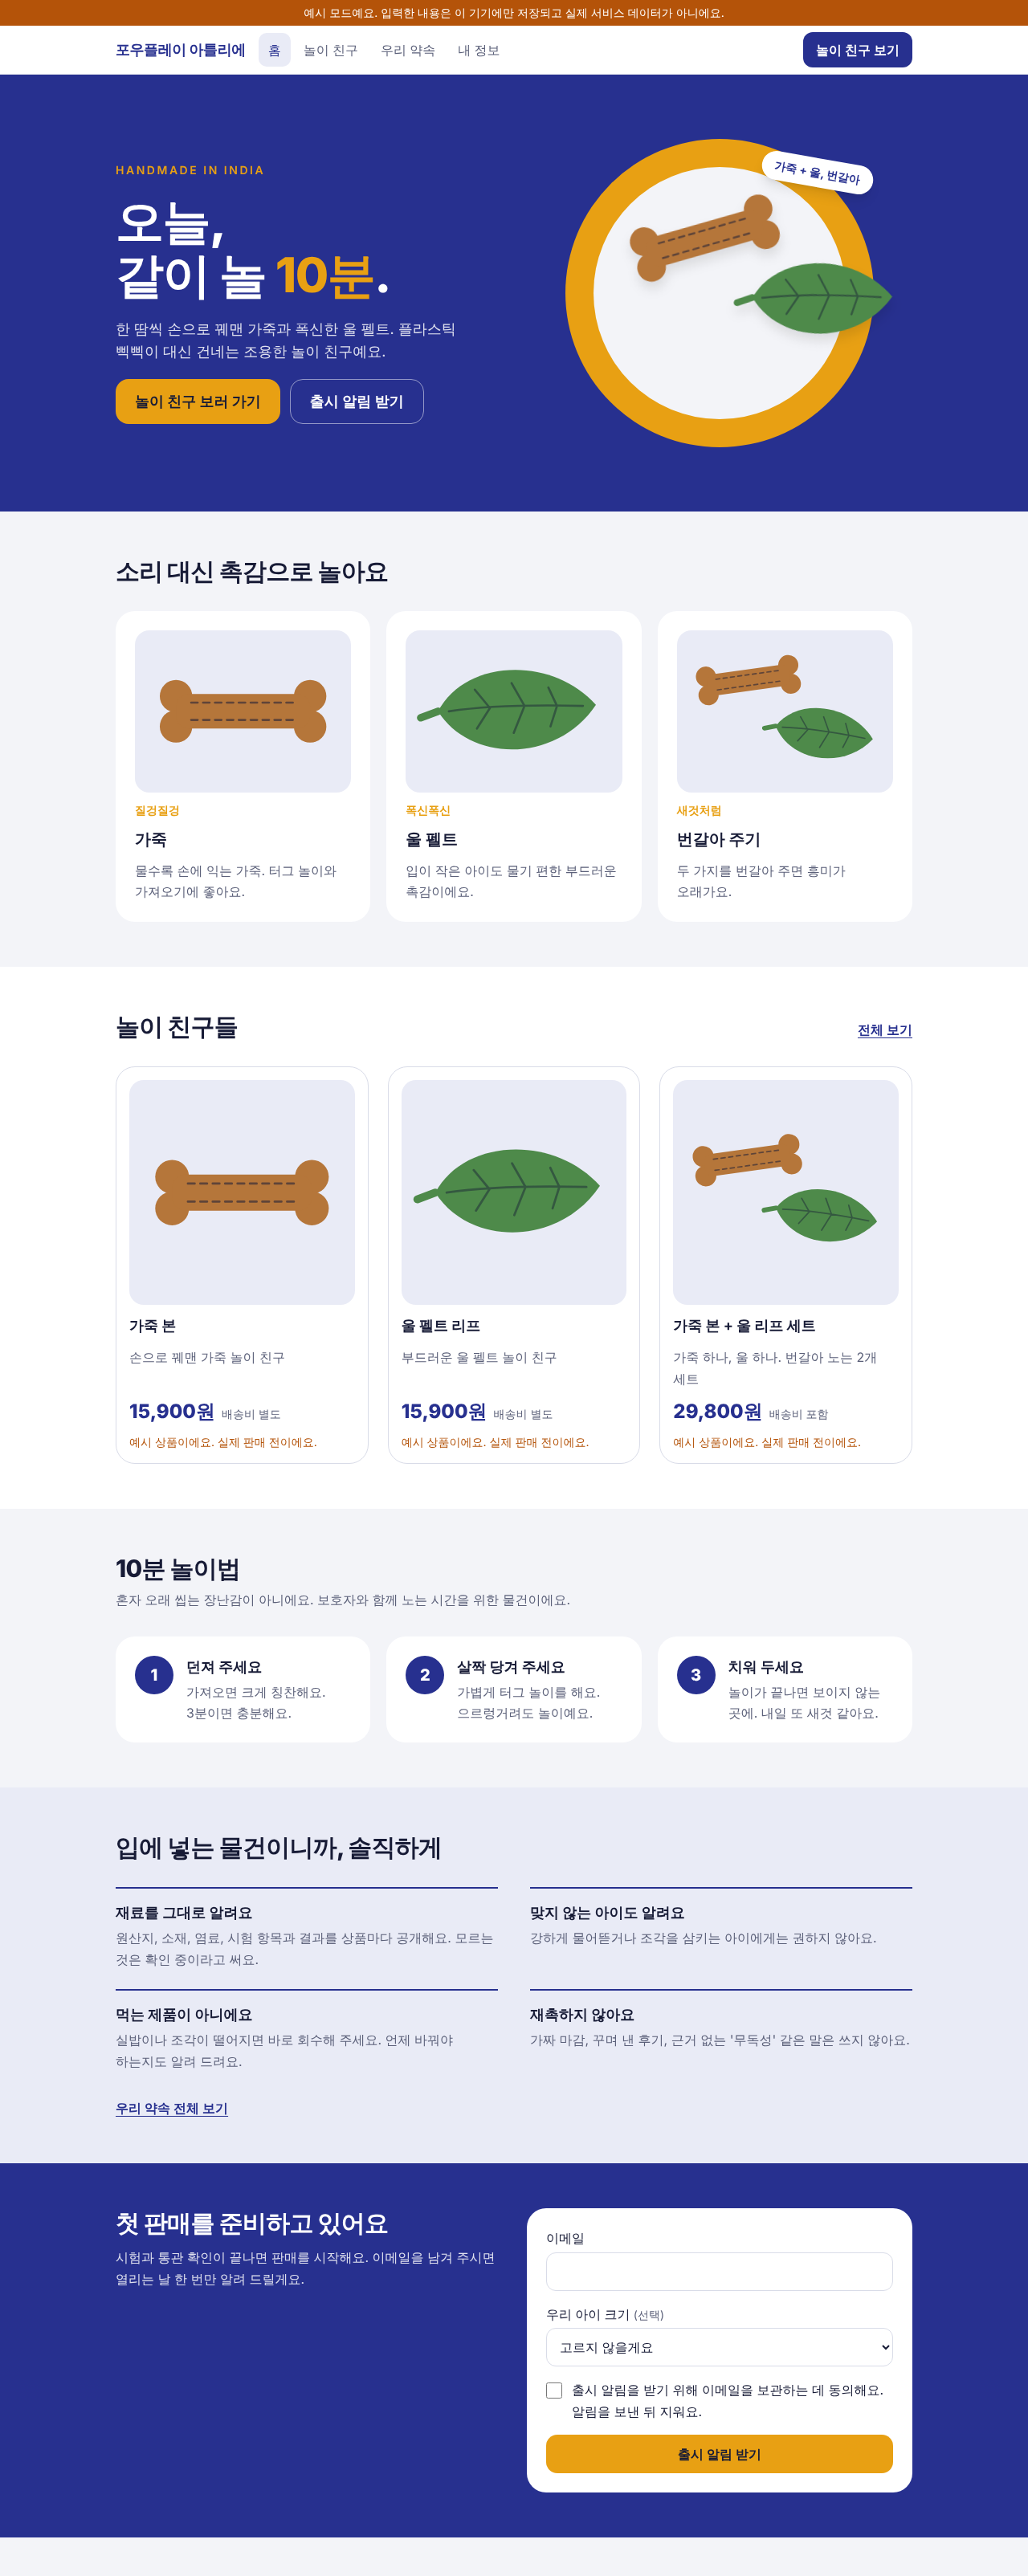 예시 모드예요. 입력한 내용은 이 기기에만 저장되고 실제 서비스 데이터가 아니에요.
포우플레이 아틀리에 홈 놀이 친구 우리 약속 내 정보 놀이 친구 보기
HANDMADE IN INDIA
오늘,
같이 놀 10분.
한 땀씩 손으로 꿰맨 가죽과 폭신한 울 펠트. 플라스틱
삑삑이 대신 건네는 조용한 놀이 친구예요.
놀이 친구 보러 가기 출시 알림 받기
가죽 + 울, 번갈아
소리 대신 촉감으로 놀아요
질겅질겅
가죽
물수록 손에 익는 가죽. 터그 놀이와
가져오기에 좋아요.
폭신폭신
울 펠트
입이 작은 아이도 물기 편한 부드러운
촉감이에요.
새것처럼
번갈아 주기
두 가지를 번갈아 주면 흥미가
오래가요.
놀이 친구들
전체 보기
가죽 본
손으로 꿰맨 가죽 놀이 친구
15,900원 배송비 별도
예시 상품이에요. 실제 판매 전이에요.
울 펠트 리프
부드러운 울 펠트 놀이 친구
15,900원 배송비 별도
예시 상품이에요. 실제 판매 전이에요.
가죽 본 + 울 리프 세트
가죽 하나, 울 하나. 번갈아 노는 2개
세트
29,800원 배송비 포함
예시 상품이에요. 실제 판매 전이에요.
10분 놀이법
혼자 오래 씹는 장난감이 아니에요. 보호자와 함께 노는 시간을 위한 물건이에요.
1
던져 주세요
가져오면 크게 칭찬해요.
3분이면 충분해요.
2
살짝 당겨 주세요
가볍게 터그 놀이를 해요.
으르렁거려도 놀이예요.
3
치워 두세요
놀이가 끝나면 보이지 않는
곳에. 내일 또 새것 같아요.
입에 넣는 물건이니까, 솔직하게
재료를 그대로 알려요
원산지, 소재, 염료, 시험 항목과 결과를 상품마다 공개해요. 모르는
것은 확인 중이라고 써요.
맞지 않는 아이도 알려요
강하게 물어뜯거나 조각을 삼키는 아이에게는 권하지 않아요.
먹는 제품이 아니에요
실밥이나 조각이 떨어지면 바로 회수해 주세요. 언제 바꿔야
하는지도 알려 드려요.
재촉하지 않아요
가짜 마감, 꾸며 낸 후기, 근거 없는 '무독성' 같은 말은 쓰지 않아요.
우리 약속 전체 보기
첫 판매를 준비하고 있어요
시험과 통관 확인이 끝나면 판매를 시작해요. 이메일을 남겨 주시면
열리는 날 한 번만 알려 드릴게요.
이메일
우리 아이 크기 (선택)
고르지 않을게요
출시 알림을 받기 위해 이메일을 보관하는 데 동의해요.
알림을 보낸 뒤 지워요.
출시 알림 받기